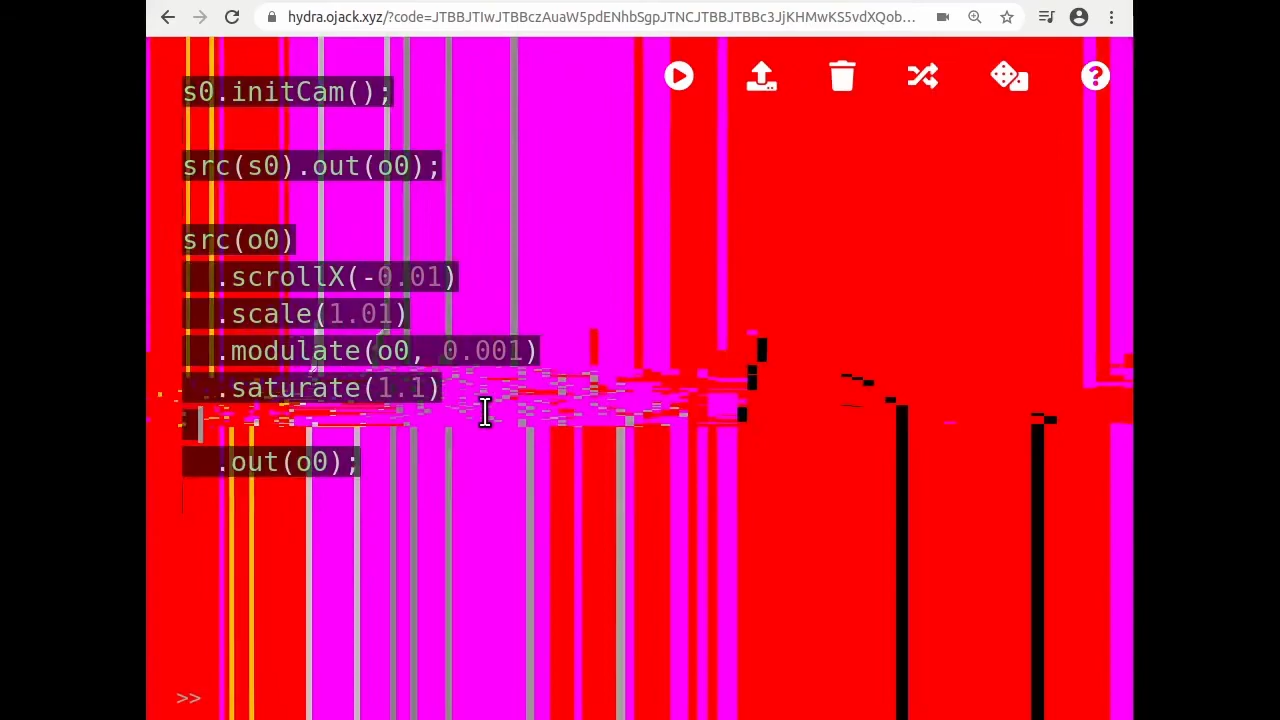 hydra.ojack.xyz/?code=JTBBJTIwJTBBczAuaW5pdENhbSgpJTNCJTBBJTBBc3JjKHMwKS5vdXQob…
s0.initCam();
src(s0).out(o0);
src(o0)
.scrollX(-0.01)
.scale(1.01)
.modulate(o0, 0.001)
.saturate(1.1)
.out(o0);
>>